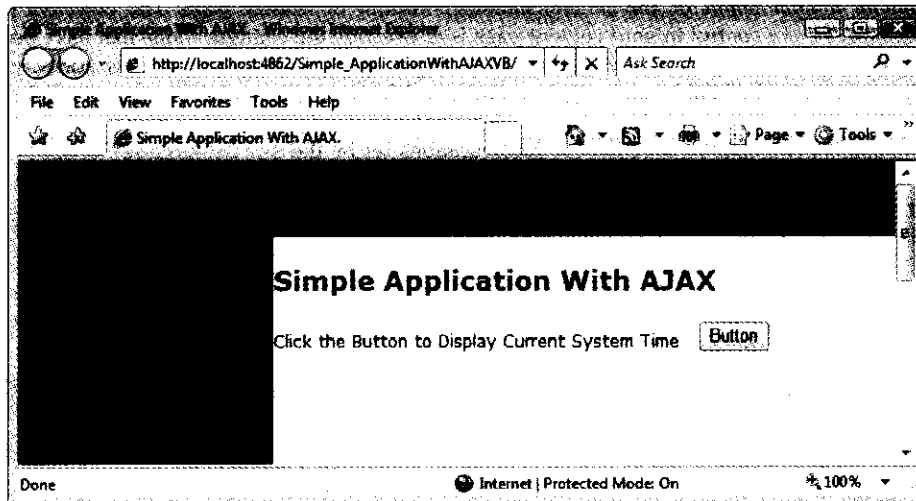 Simple Application With AJAX. - Windows Internet Explorer
http://localhost:4862/Simple_ApplicationWithAJAXVB/
Ask Search
File Edit View Favorites Tools Help
Simple Application With AJAX.
Page Tools »
Simple Application With AJAX
Click the Button to Display Current System Time Button
Done Internet | Protected Mode: On 100%